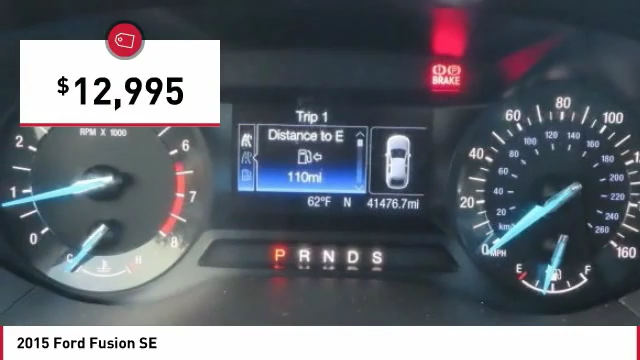 $12,995
BRAKE
Trip 1
Distance to E
110mi
62°F N 41476.7mi
RPM X 1000
0 1 2 6 7 8
C H
P R N D S
0 20 40 60 80 100 160
20 40 60 80 100 120 140 160 180 200 220 240 260
km/
MPH
E F
2015 Ford Fusion SE